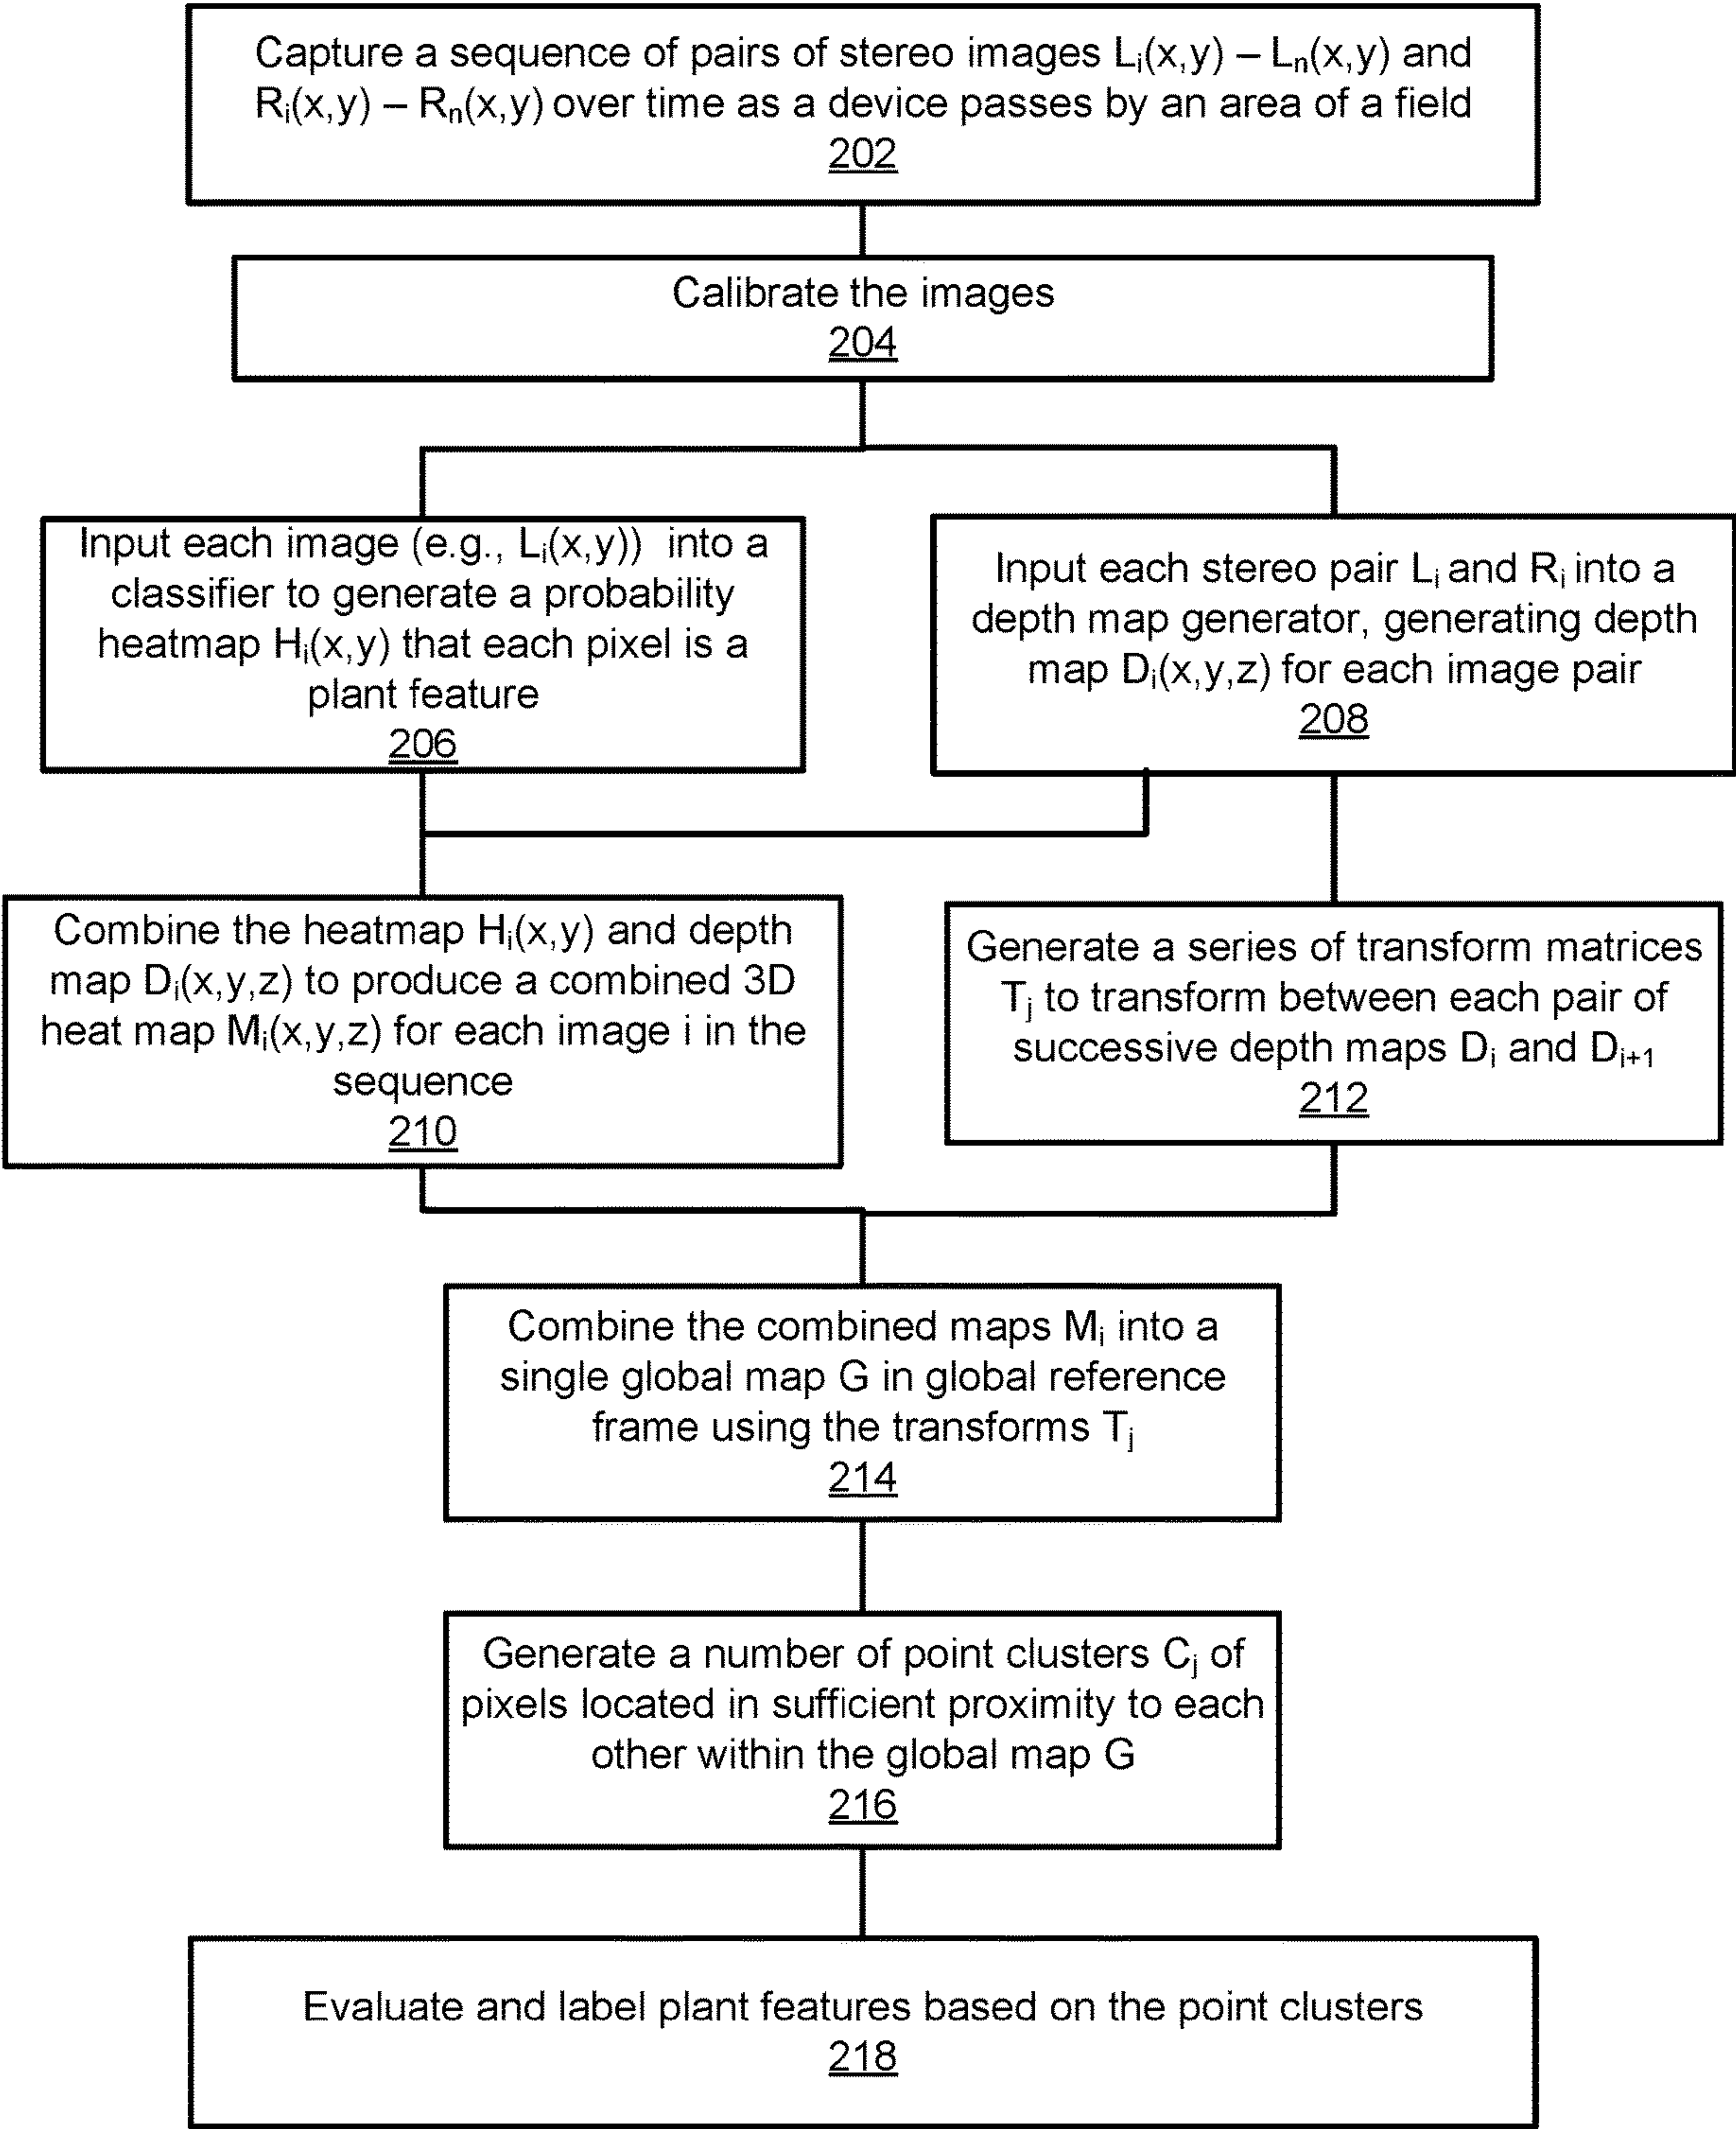 Capture a sequence of pairs of stereo images Lᵢ(x,y) – Lₙ(x,y) and
Rᵢ(x,y) – Rₙ(x,y) over time as a device passes by an area of a field
202
Calibrate the images
204
Input each image (e.g., Lᵢ(x,y)) into a
classifier to generate a probability
heatmap Hᵢ(x,y) that each pixel is a
plant feature
206
Input each stereo pair Lᵢ and Rᵢ into a
depth map generator, generating depth
map Dᵢ(x,y,z) for each image pair
208
Combine the heatmap Hᵢ(x,y) and depth
map Dᵢ(x,y,z) to produce a combined 3D
heat map Mᵢ(x,y,z) for each image i in the
sequence
210
Generate a series of transform matrices
Tⱼ to transform between each pair of
successive depth maps Dᵢ and Dᵢ₊₁
212
Combine the combined maps Mᵢ into a
single global map G in global reference
frame using the transforms Tⱼ
214
Generate a number of point clusters Cⱼ of
pixels located in sufficient proximity to each
other within the global map G
216
Evaluate and label plant features based on the point clusters
218